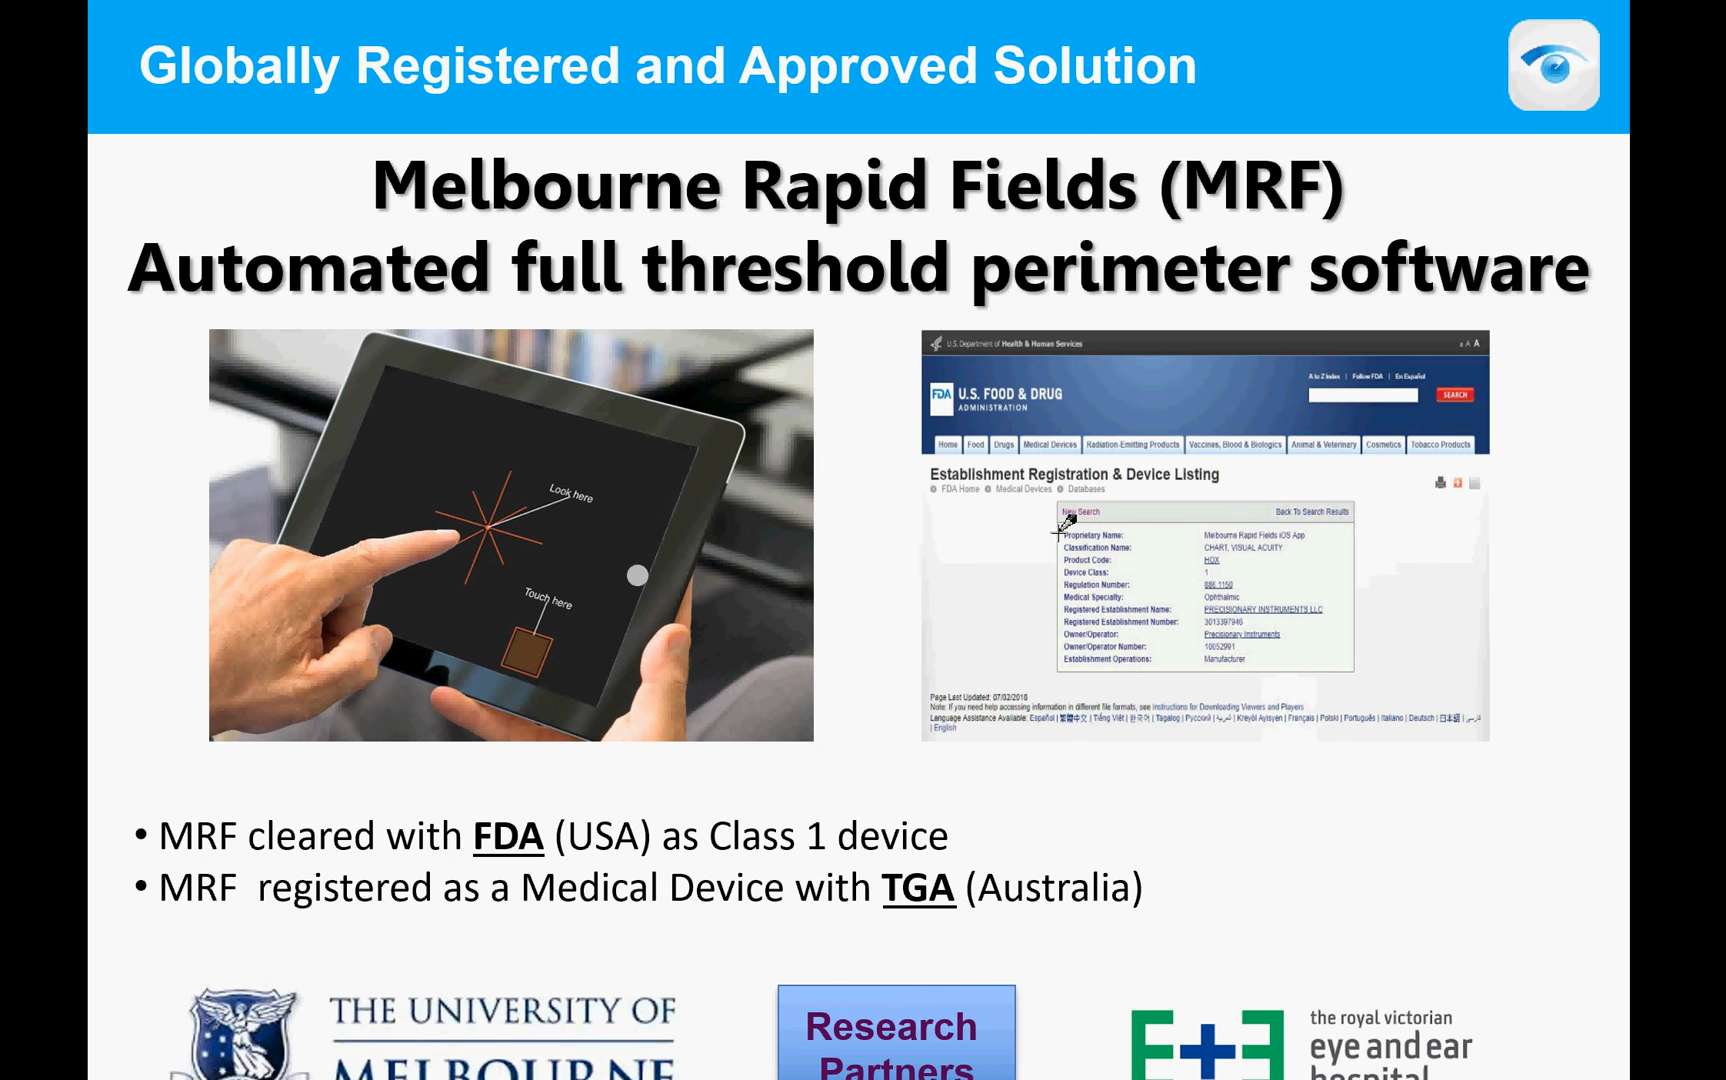 Globally Registered and Approved Solution
Melbourne Rapid Fields (MRF)
Automated full threshold perimeter software
Look here
Touch here
U.S. Department of Health & Human Services
a A A
A to Z Index | Follow FDA | En Español
FDA U.S. FOOD & DRUG
ADMINISTRATION
SEARCH
Home Food Drugs Medical Devices Radiation-Emitting Products Vaccines, Blood & Biologics Animal & Veterinary Cosmetics Tobacco Products
Establishment Registration & Device Listing
FDA Home Medical Devices Databases
New Search Back To Search Results
Proprietary Name: Melbourne Rapid Fields iOS App
Classification Name: CHART, VISUAL ACUITY
Product Code: HOX
Device Class: 1
Regulation Number: 886.1150
Medical Specialty: Ophthalmic
Registered Establishment Name: PRECISIONARY INSTRUMENTS LLC
Registered Establishment Number: 3013397946
Owner/Operator: Precisionary Instruments
Owner/Operator Number: 10052991
Establishment Operations: Manufacturer
Page Last Updated: 07/02/2018
Note: If you need help accessing information in different file formats, see Instructions for Downloading Viewers and Players
Language Assistance Available: Español | 繁體中文 | Tiếng Việt | 한국어 | Tagalog | Русский | العربية | Kreyòl Ayisyen | Français | Polski | Português | Italiano | Deutsch | 日本語 | فارسی
| English
• MRF cleared with FDA (USA) as Class 1 device
• MRF registered as a Medical Device with TGA (Australia)
THE UNIVERSITY OF
MELBOURNE
Research
Partners
the royal victorian
eye and ear
hospital